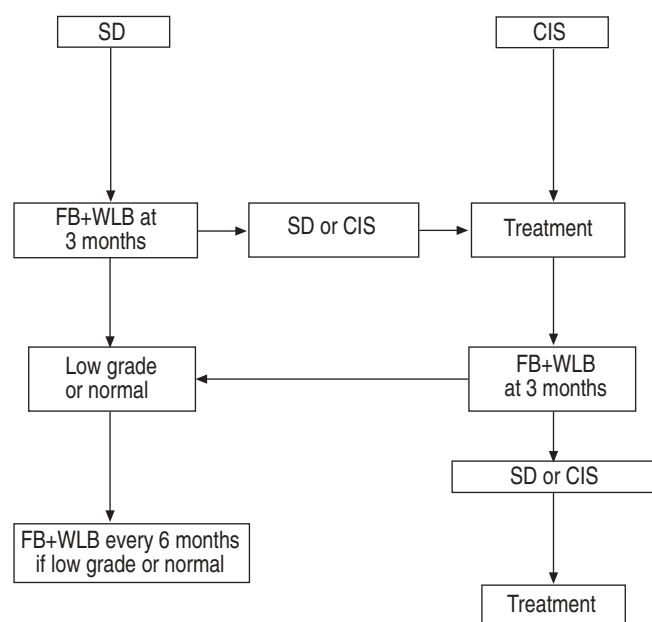 SD
CIS
FB+WLB at
3 months
SD or CIS
Treatment
Low grade
or normal
FB+WLB
at 3 months
SD or CIS
FB+WLB every 6 months
if low grade or normal
Treatment